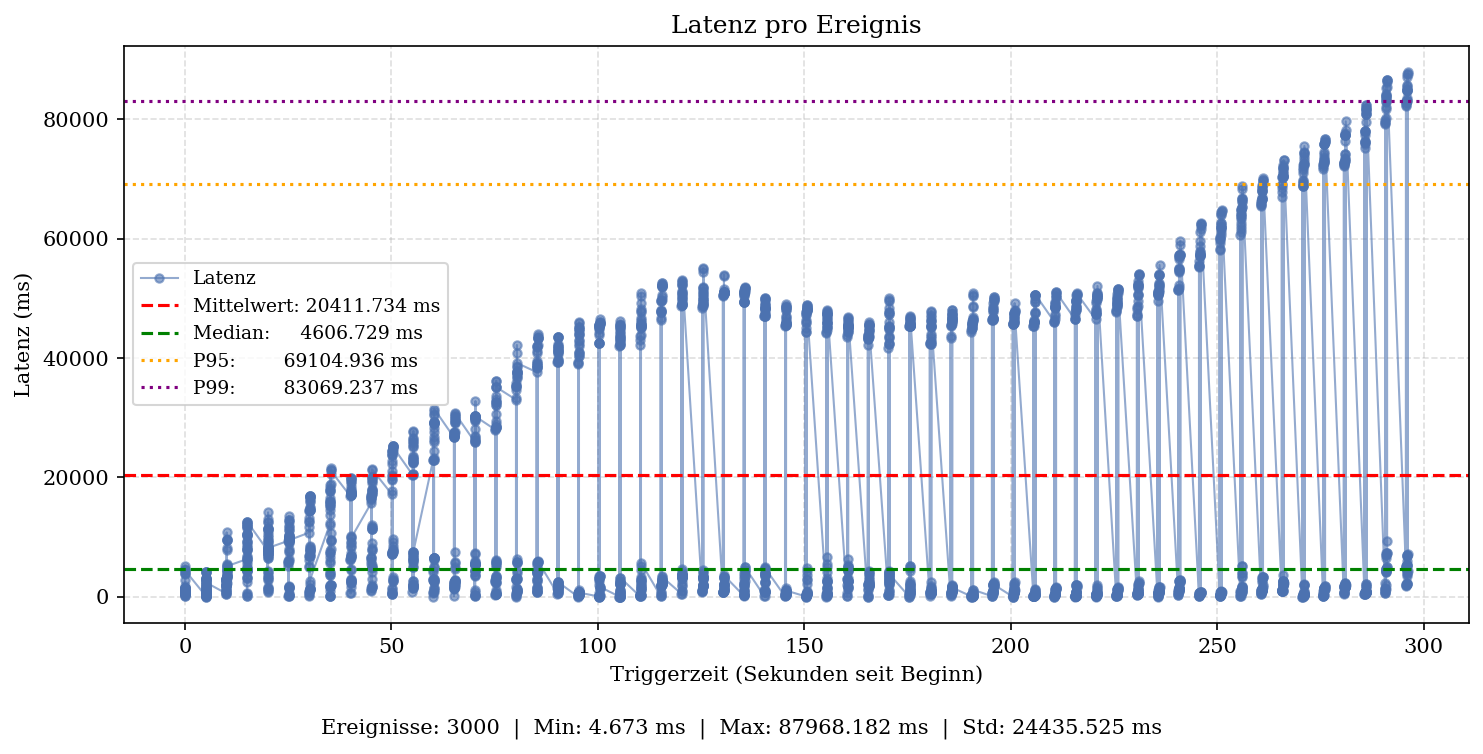 Latenz pro Ereignis
Latenz (ms)
80000
60000
40000
20000
0
Latenz
Mittelwert: 20411.734 ms
Median: 4606.729 ms
P95: 69104.936 ms
P99: 83069.237 ms
0 50 100 150 200 250 300
Triggerzeit (Sekunden seit Beginn)
Ereignisse: 3000 | Min: 4.673 ms | Max: 87968.182 ms | Std: 24435.525 ms